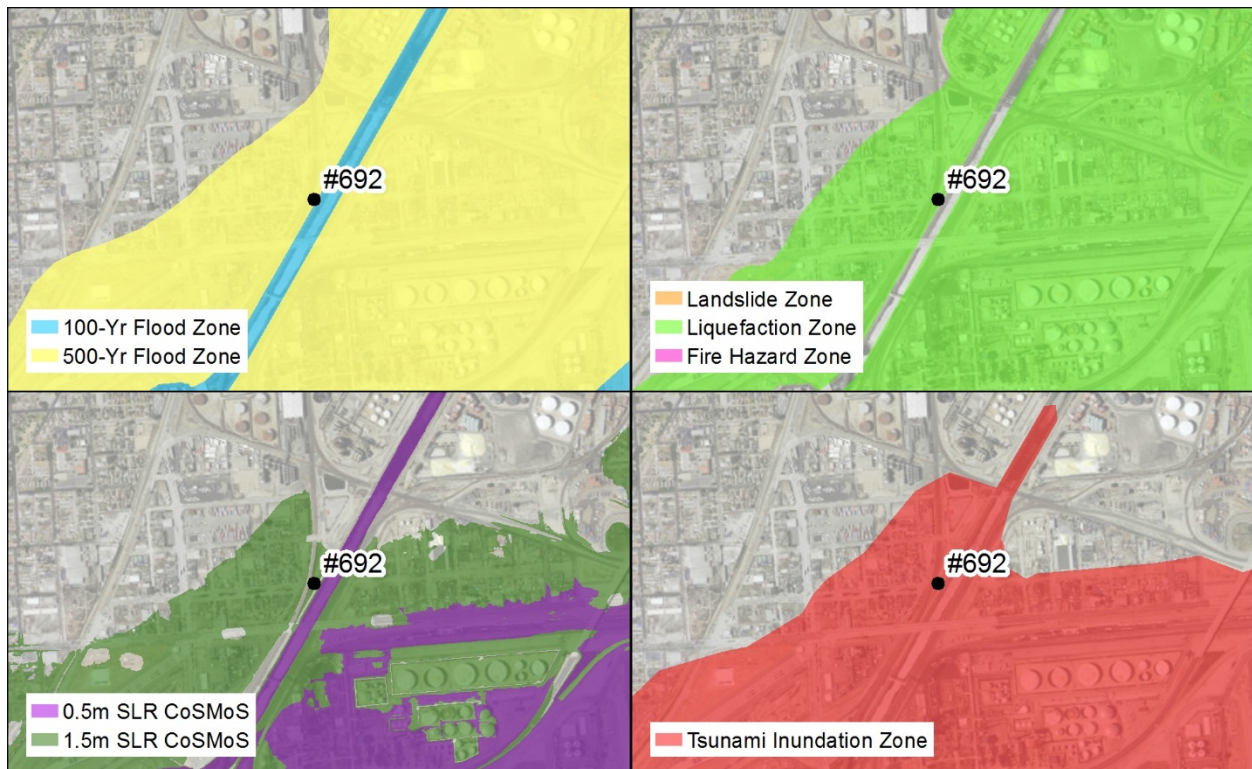 #692
100-Yr Flood Zone
500-Yr Flood Zone
#692
Landslide Zone
Liquefaction Zone
Fire Hazard Zone
#692
0.5m SLR CoSMoS
1.5m SLR CoSMoS
#692
Tsunami Inundation Zone